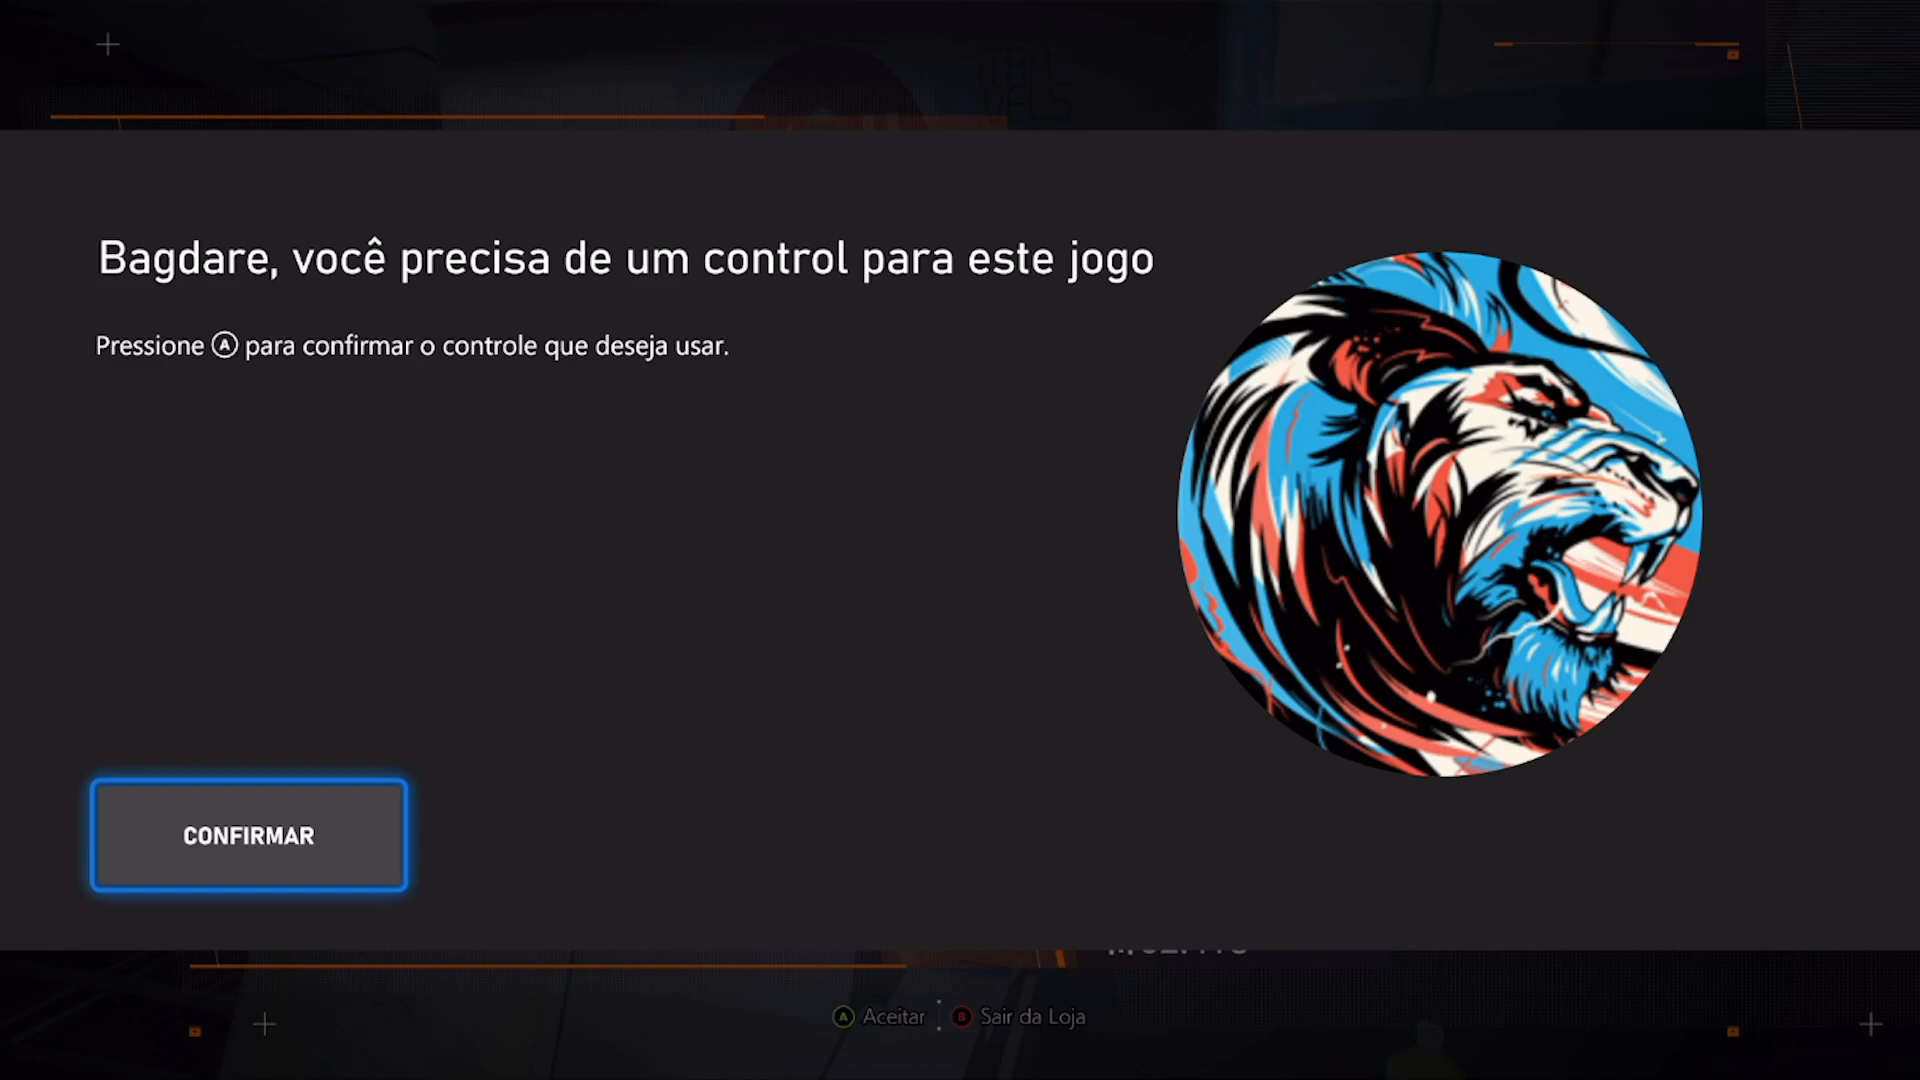 Bagdare, você precisa de um control para este jogo
Pressione A para confirmar o controle que deseja usar.
CONFIRMAR
A Aceitar B Sair da Loja